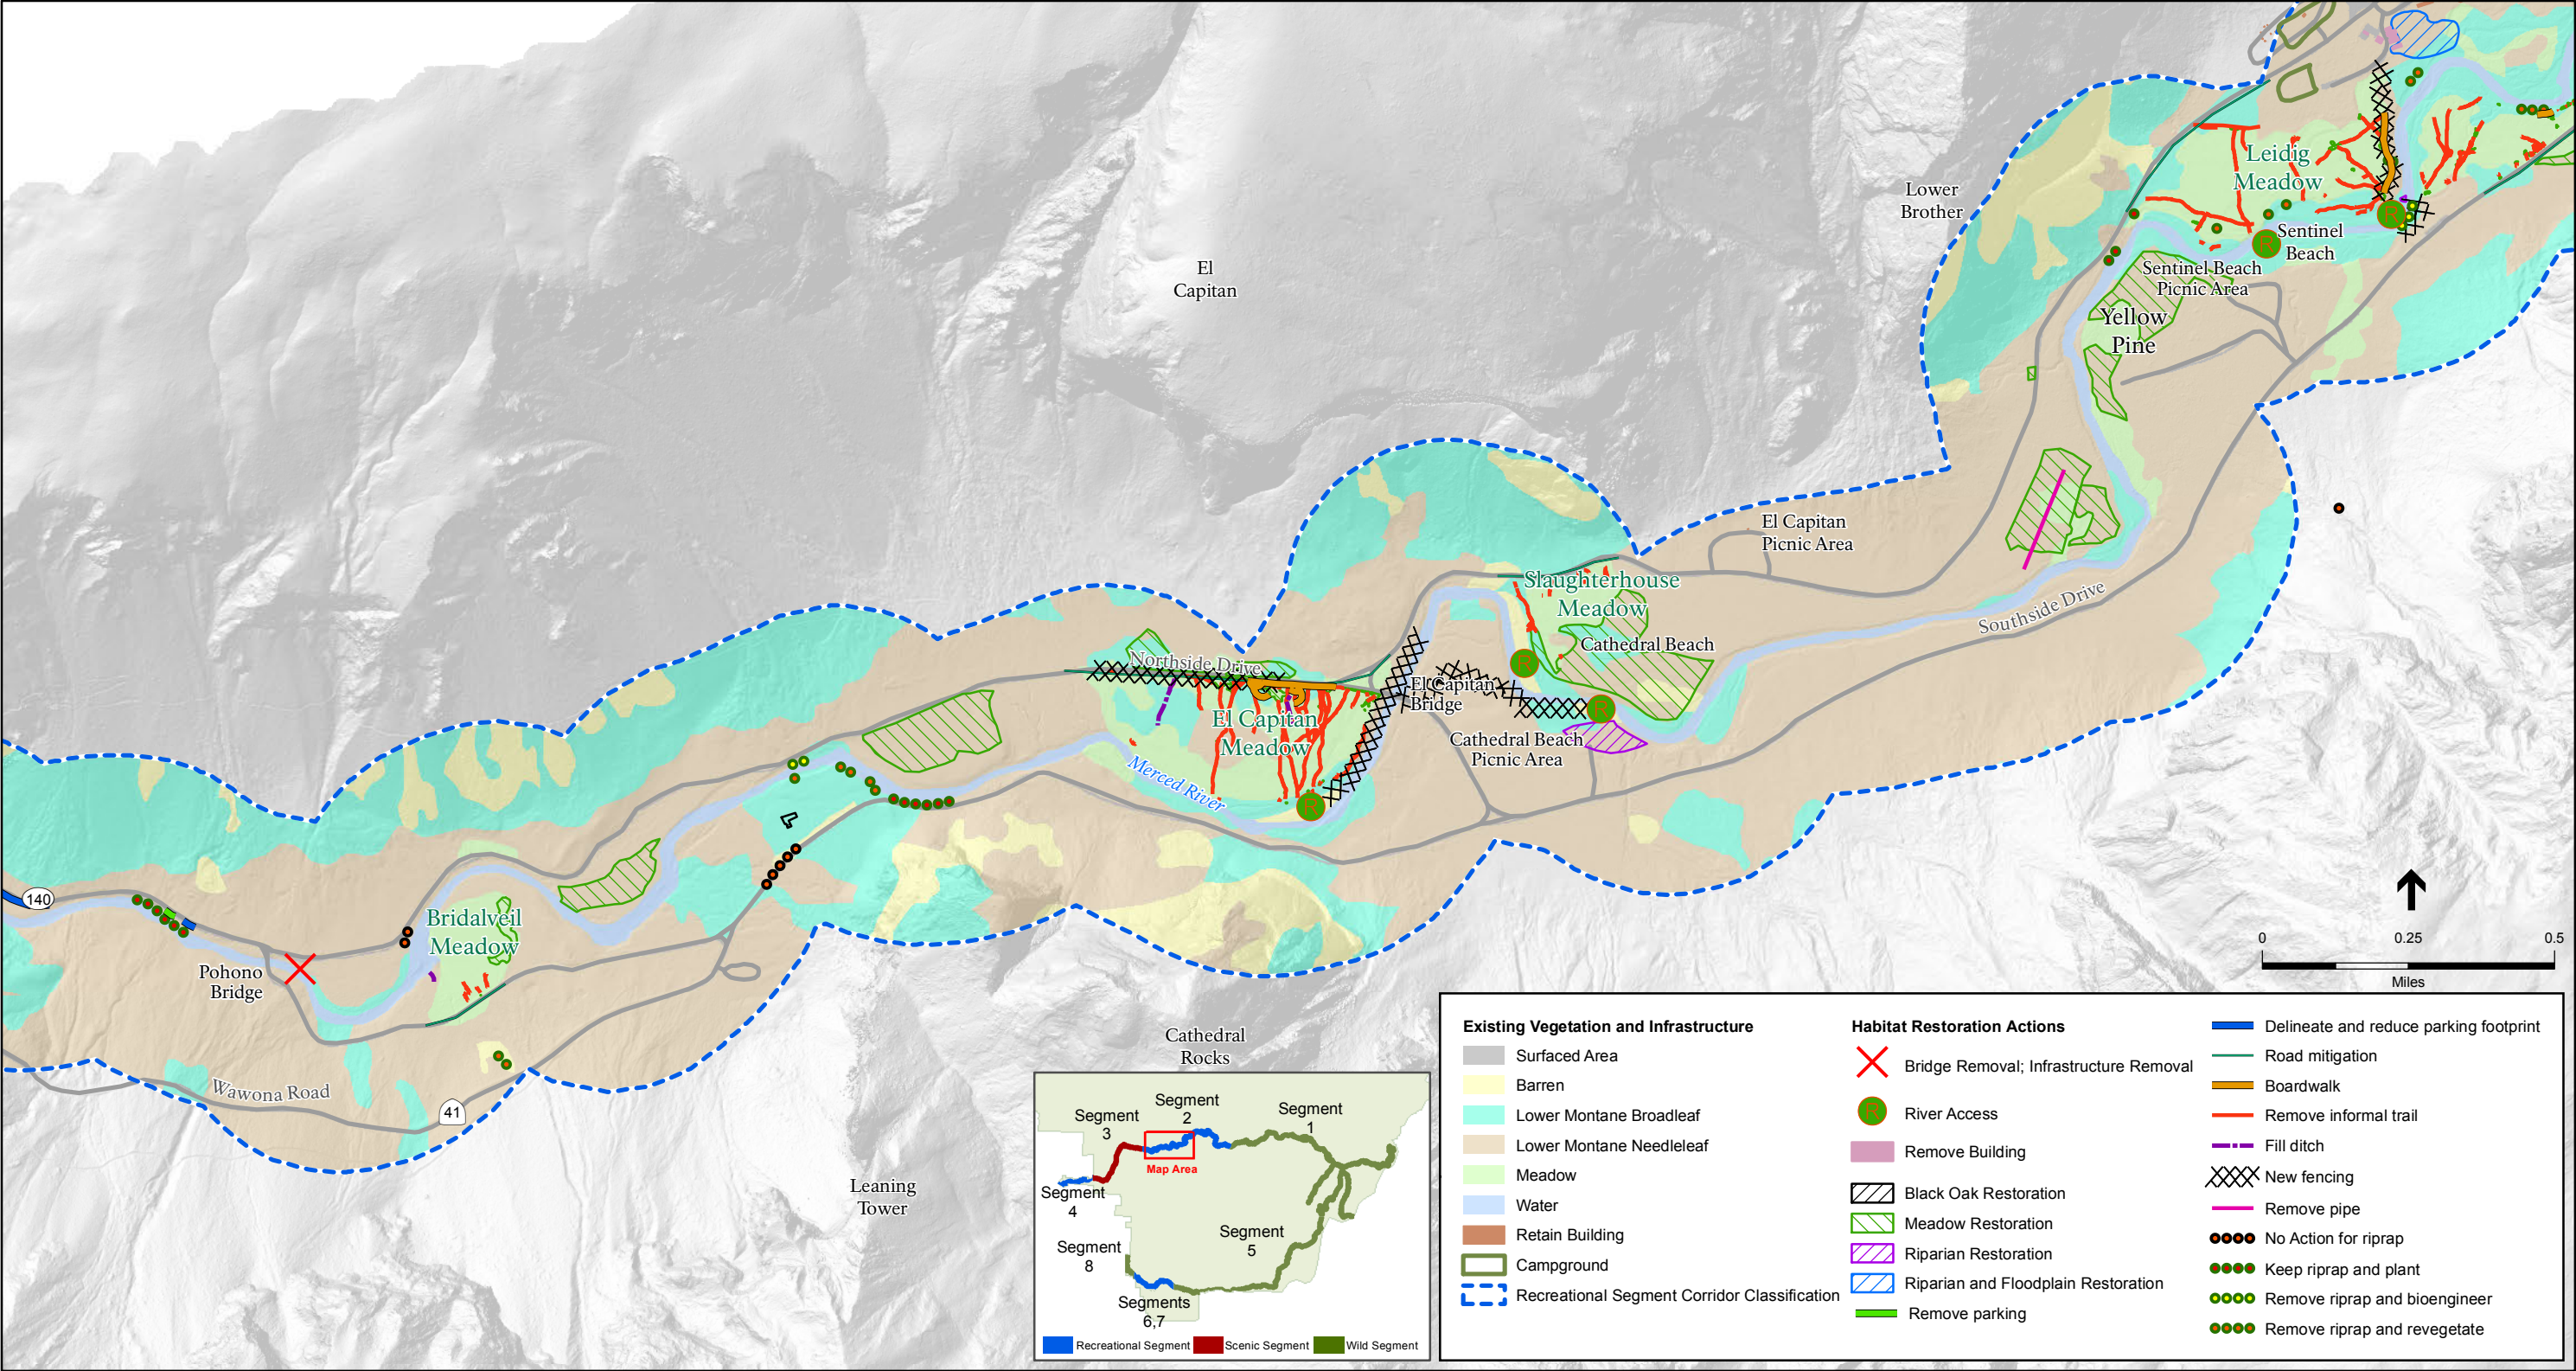 Leidig
Meadow
Lower
Brother
Sentinel
Beach
Sentinel Beach
Picnic Area
El
Capitan
Yellow
Pine
El Capitan
Picnic Area
Slaughterhouse
Meadow
Southside Drive
Cathedral Beach
Northside Drive
El Capitan
Bridge
El Capitan
Meadow
Cathedral Beach
Picnic Area
Merced River
140
Bridalveil
Meadow
Pohono
Bridge
0 0.25 0.5
Miles
Cathedral
Rocks
Wawona Road
41
Leaning
Tower
R
R
R
R
R
Segment
1
Segment
2
Segment
3
Map Area
Segment
4
Segment
5
Segment
8
Segments
6,7
Recreational Segment Scenic Segment Wild Segment
Existing Vegetation and Infrastructure
Surfaced Area
Barren
Lower Montane Broadleaf
Lower Montane Needleleaf
Meadow
Water
Retain Building
Campground
Recreational Segment Corridor Classification
Habitat Restoration Actions
Bridge Removal; Infrastructure Removal
R River Access
Remove Building
Black Oak Restoration
Meadow Restoration
Riparian Restoration
Riparian and Floodplain Restoration
Remove parking
Delineate and reduce parking footprint
Road mitigation
Boardwalk
Remove informal trail
Fill ditch
New fencing
Remove pipe
No Action for riprap
Keep riprap and plant
Remove riprap and bioengineer
Remove riprap and revegetate